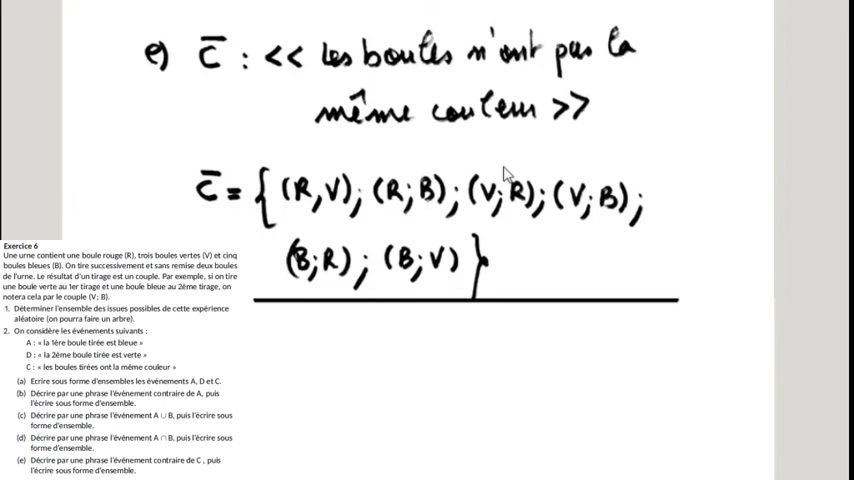 e) C̅ : << les boules n'ont pas la
même couleur >>
C̅ = { (R,V); (R;B); (V;R); (V;B);
(B;R); (B;V) }
Exercice 6
Une urne contient une boule rouge (R), trois boules vertes (V) et cinq
boules bleues (B). On tire successivement et sans remise deux boules
de l'urne. Le résultat d'un tirage est un couple. Par exemple, si on tire
une boule verte au 1er tirage et une boule bleue au 2ème tirage, on
notera cela par le couple (V ; B).
1. Déterminer l'ensemble des issues possibles de cette expérience
aléatoire (on pourra faire un arbre).
2. On considère les événements suivants :
A : « la 1ère boule tirée est bleue »
D : « la 2ème boule tirée est verte »
C : « les boules tirées ont la même couleur »
(a) Ecrire sous forme d'ensembles les événements A, D et C.
(b) Décrire par une phrase l'événement contraire de A, puis
l'écrire sous forme d'ensemble.
(c) Décrire par une phrase l'événement A ∪ B, puis l'écrire sous
forme d'ensemble.
(d) Décrire par une phrase l'événement A ∩ B, puis l'écrire sous
forme d'ensemble.
(e) Décrire par une phrase l'événement contraire de C , puis
l'écrire sous forme d'ensemble.